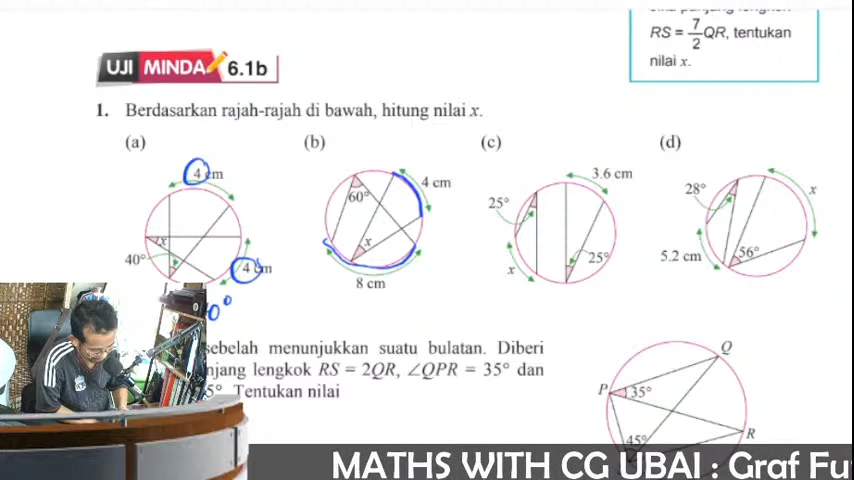 RS = 7/2 QR, tentukan
nilai x.
UJI MINDA 6.1b
1. Berdasarkan rajah-rajah di bawah, hitung nilai x.
(a) (b) (c) (d)
4 cm
x
40°
4 cm
0°
60°
4 cm
x
8 cm
3.6 cm
25°
x
25°
28°
x
5.2 cm
56°
sebelah menunjukkan suatu bulatan. Diberi
njang lengkok RS = 2QR, ∠QPR = 35° dan
5°. Tentukan nilai
Q
P
35°
R
45°
MATHS WITH CG UBAI : Graf Fu